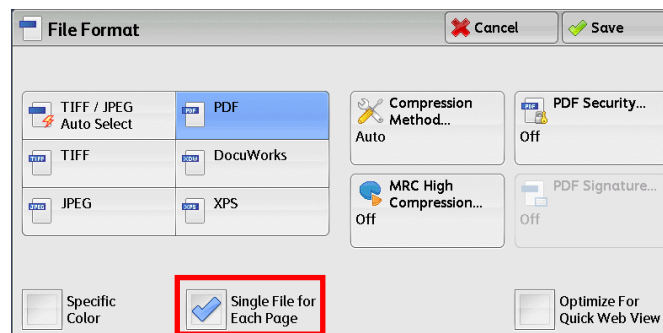 File Format
Cancel
Save
TIFF / JPEG
Auto Select
PDF
Compression
Method...
Auto
PDF Security...
Off
TIFF
DocuWorks
JPEG
XPS
MRC High
Compression...
Off
PDF Signature...
Off
Specific
Color
Single File for
Each Page
Optimize For
Quick Web View